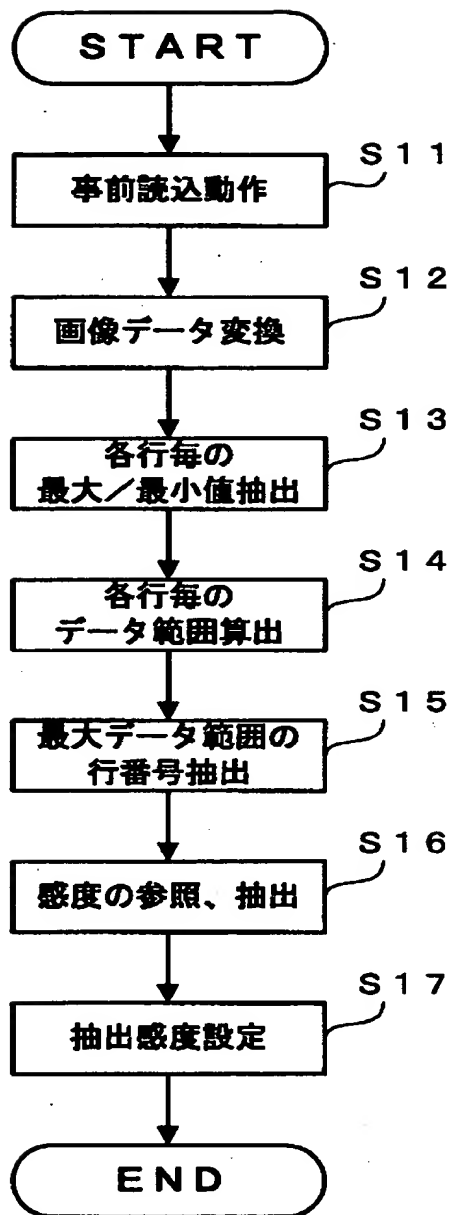 START
S11
事前読込動作
S12
画像データ変換
S13
各行毎の
最大／最小値抽出
S14
各行毎の
データ範囲算出
S15
最大データ範囲の
行番号抽出
S16
感度の参照、抽出
S17
抽出感度設定
END